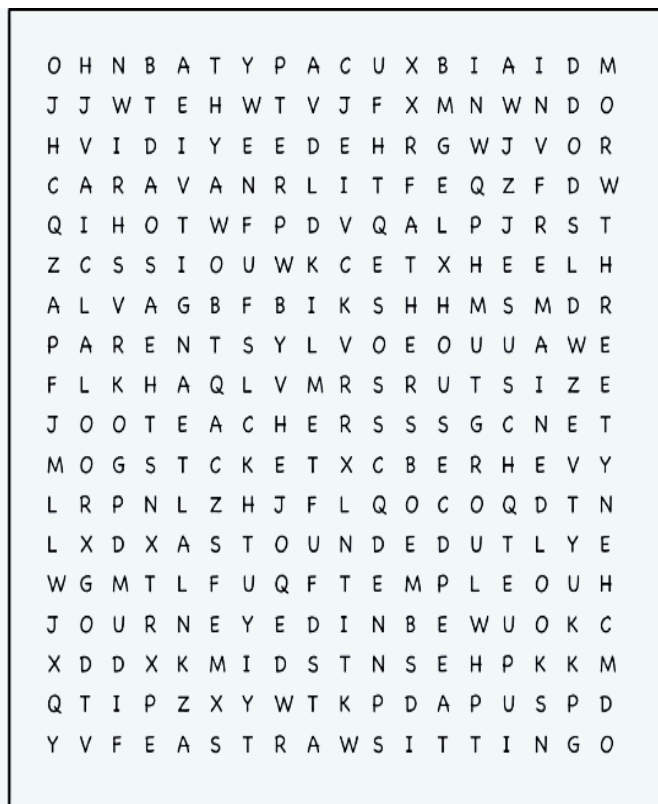 O H N B A T Y P A C U X B I A I D M
J J W T E H W T V J F X M N W N D O
H V I D I Y E E D E H R G W J V O R
C A R A V A N R L I T F E Q Z F D W
Q I H O T W F P D V Q A L P J R S T
Z C S S I O U W K C E T X H E E L H
A L V A G B F B I K S H H M S M D R
P A R E N T S Y L V O E O U U A W E
F L K H A Q L V M R S R U T S I Z E
J O O T E A C H E R S S S G C N E T
M O G S T C K E T X C B E R H E V Y
L R P N L Z H J F L Q O C O Q D T N
L X D X A S T O U N D E D U T L Y E
W G M T L F U Q F T E M P L E O U H
J O U R N E Y E D I N B E W U O K C
X D D X K M I D S T N S E H P K K M
Q T I P Z X Y W T K P D A P U S P D
Y V F E A S T R A W S I T T I N G O